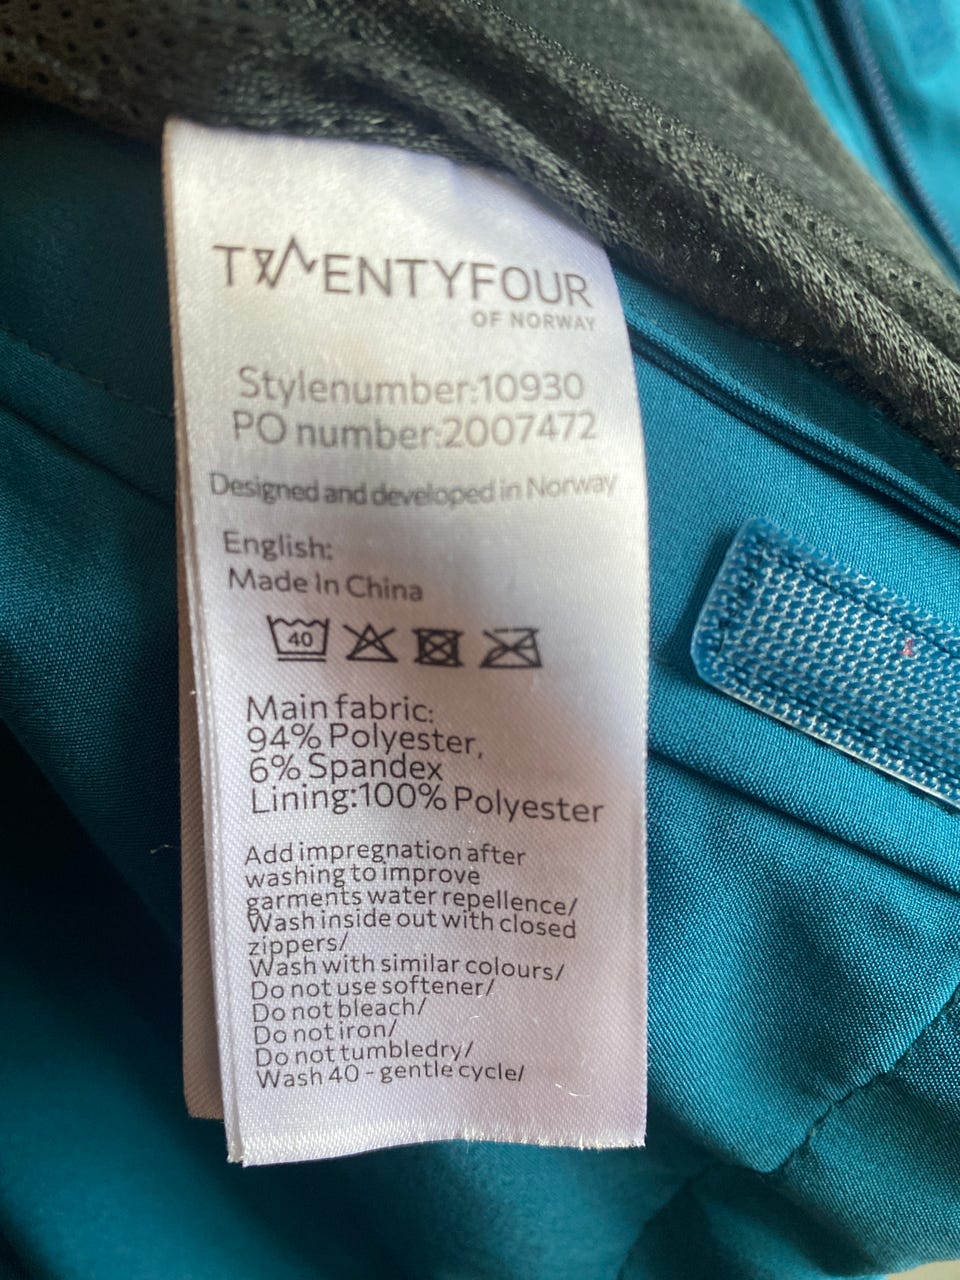 TWENTYFOUR
OF NORWAY
Stylenumber:10930
PO number:2007472
Designed and developed in Norway
English:
Made In China
40
Main fabric:
94% Polyester,
6% Spandex
Lining:100% Polyester
Add impregnation after
washing to improve
garments water repellence/
Wash inside out with closed
zippers/
Wash with similar colours/
Do not use softener/
Do not bleach/
Do not iron/
Do not tumbledry/
Wash 40 - gentle cycle/